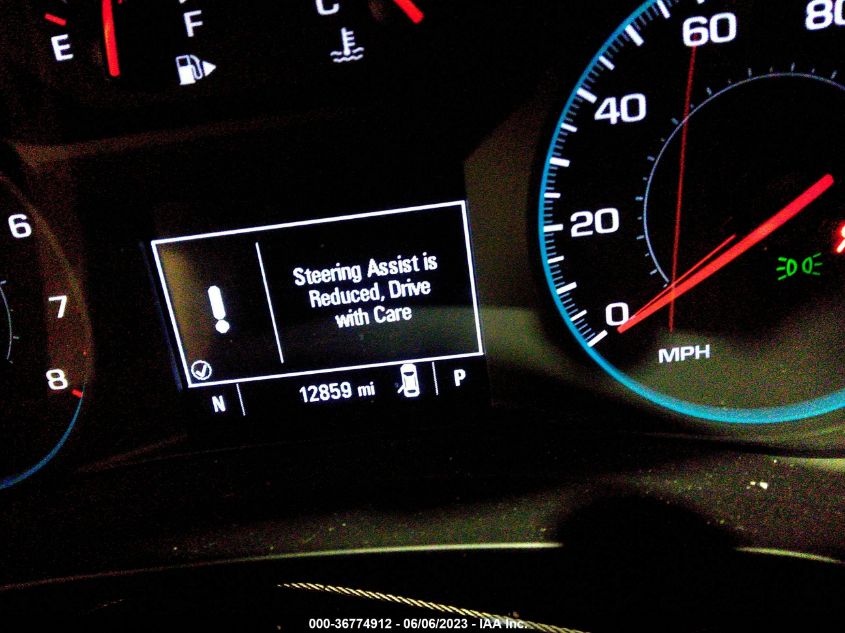 E
F
C
60
80
40
20
0
MPH
6
7
8
Steering Assist is
Reduced, Drive
with Care
N
12859 mi
P
000-36774912 - 06/06/2023 - IAA Inc.